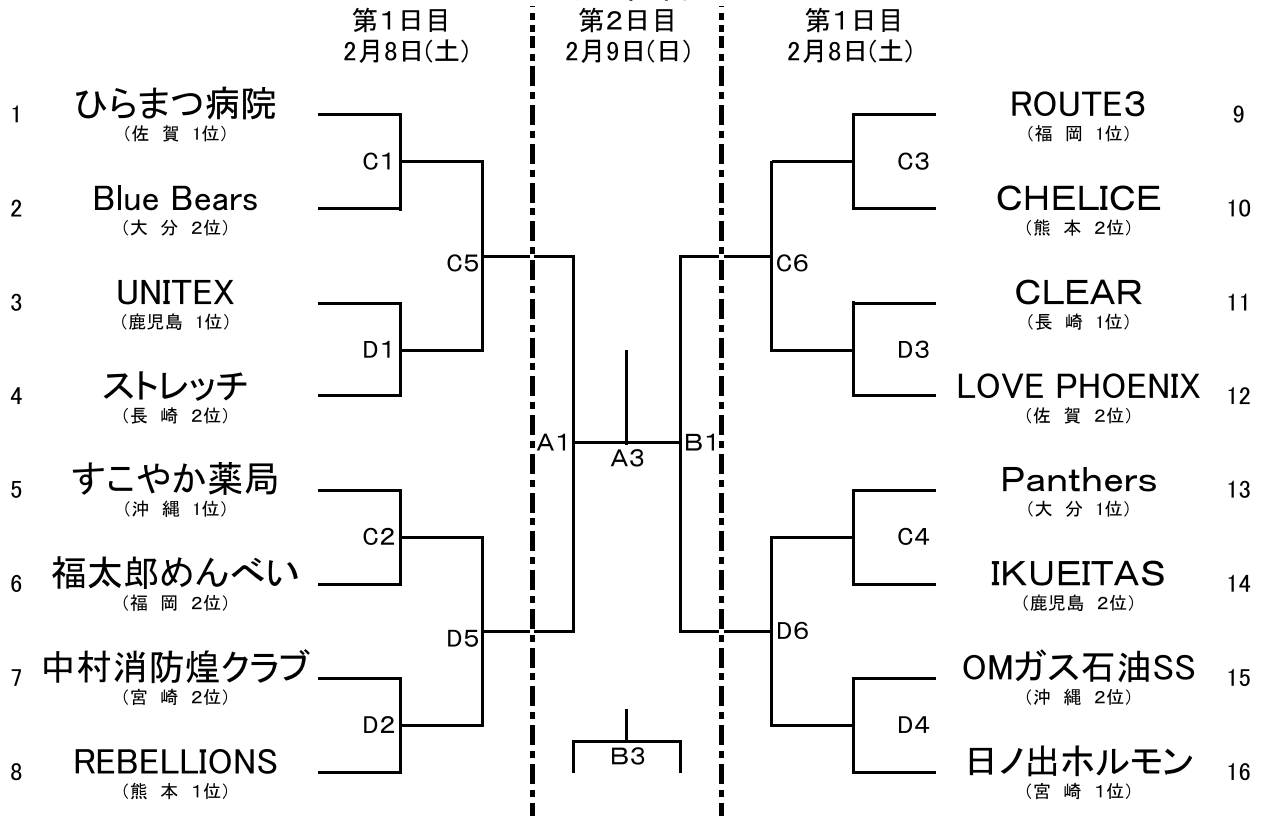 第1日目
2月8日(土)
第2日目
2月9日(日)
第1日目
2月8日(土)
1
ひらまつ病院
(佐 賀 1位)
C1
2
Blue Bears
(大 分 2位)
C5
3
UNITEX
(鹿児島 1位)
D1
4
ストレッチ
(長 崎 2位)
5
すこやか薬局
(沖 縄 1位)
C2
6
福太郎めんべい
(福 岡 2位)
D5
7
中村消防煌クラブ
(宮 崎 2位)
D2
8
REBELLIONS
(熊 本 1位)
A1
A3
B1
B3
ROUTE3
(福 岡 1位)
9
C3
CHELICE
(熊 本 2位)
10
C6
CLEAR
(長 崎 1位)
11
D3
LOVE PHOENIX
(佐 賀 2位)
12
Panthers
(大 分 1位)
13
C4
IKUEITAS
(鹿児島 2位)
14
D6
OMガス石油SS
(沖 縄 2位)
15
D4
日ノ出ホルモン
(宮 崎 1位)
16